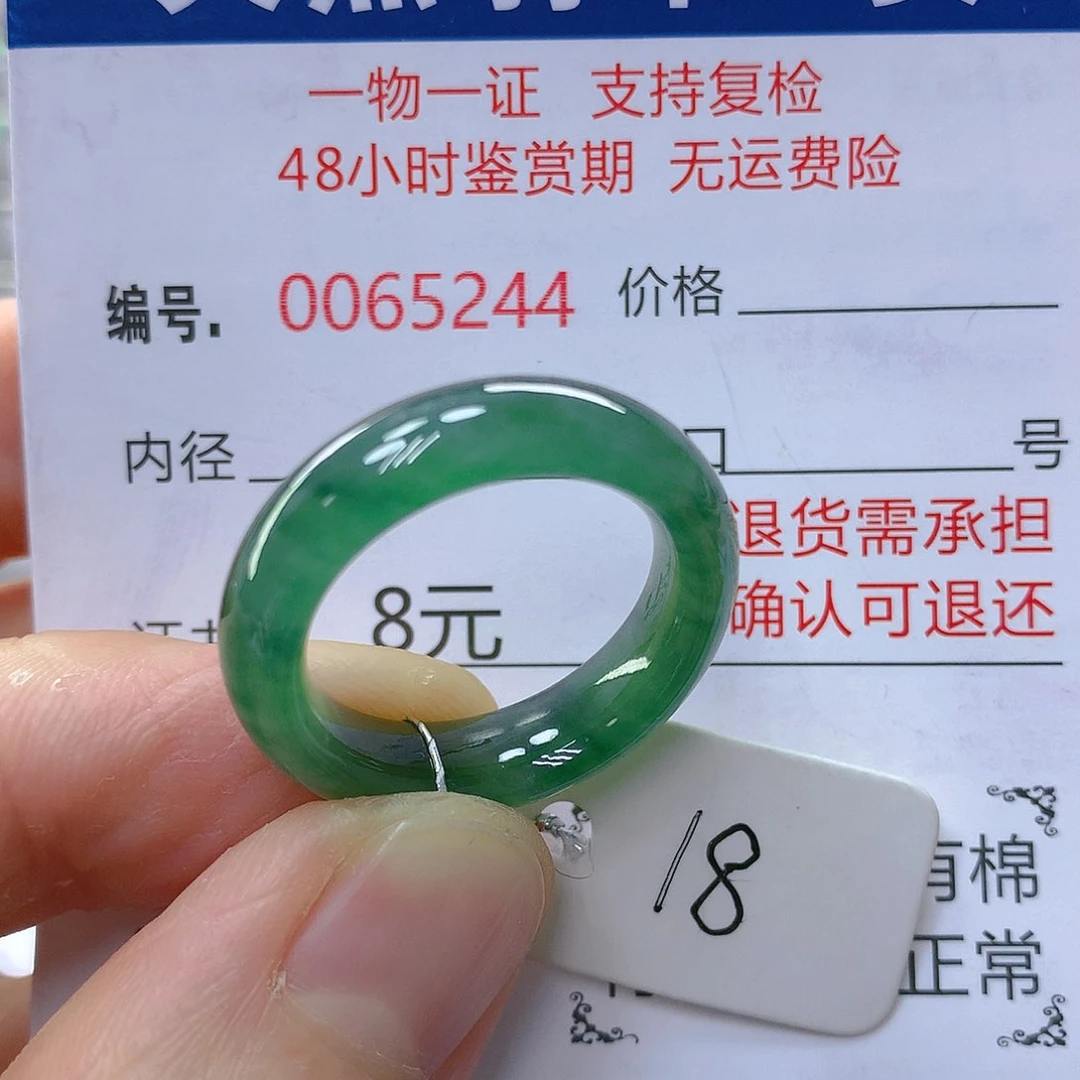 一物一证 支持复检
48小时鉴赏期 无运费险
编号. 0065244 价格
内径 口 号
退货需承担
8元 确认可退还
18
有棉
正常